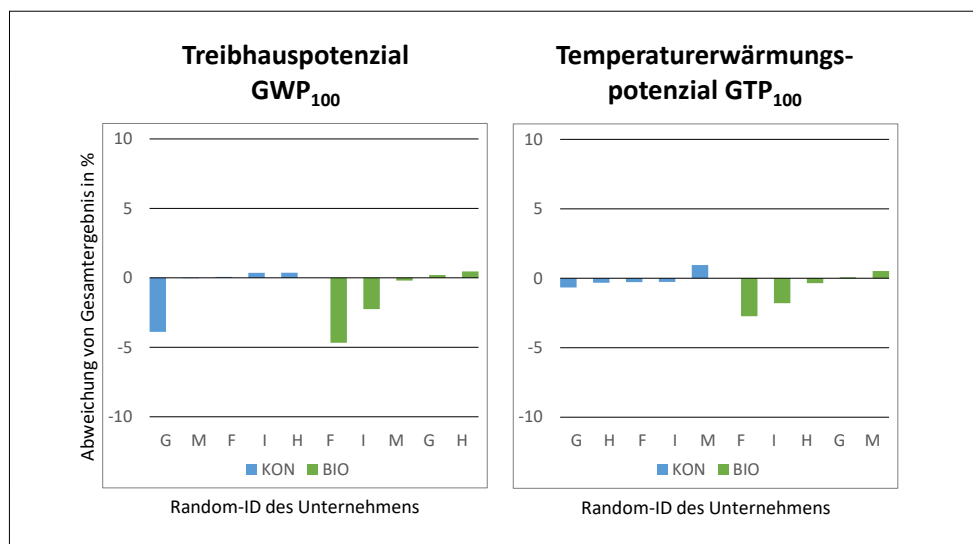 Treibhauspotenzial
GWP100
Temperaturerwärmungs-
potenzial GTP100
Abweichung von Gesamtergebnis in %
10
5
0
-5
-10
G M F I H F I M G H
KON BIO
Random-ID des Unternehmens
10
5
0
-5
-10
G H F I M F I H G M
KON BIO
Random-ID des Unternehmens